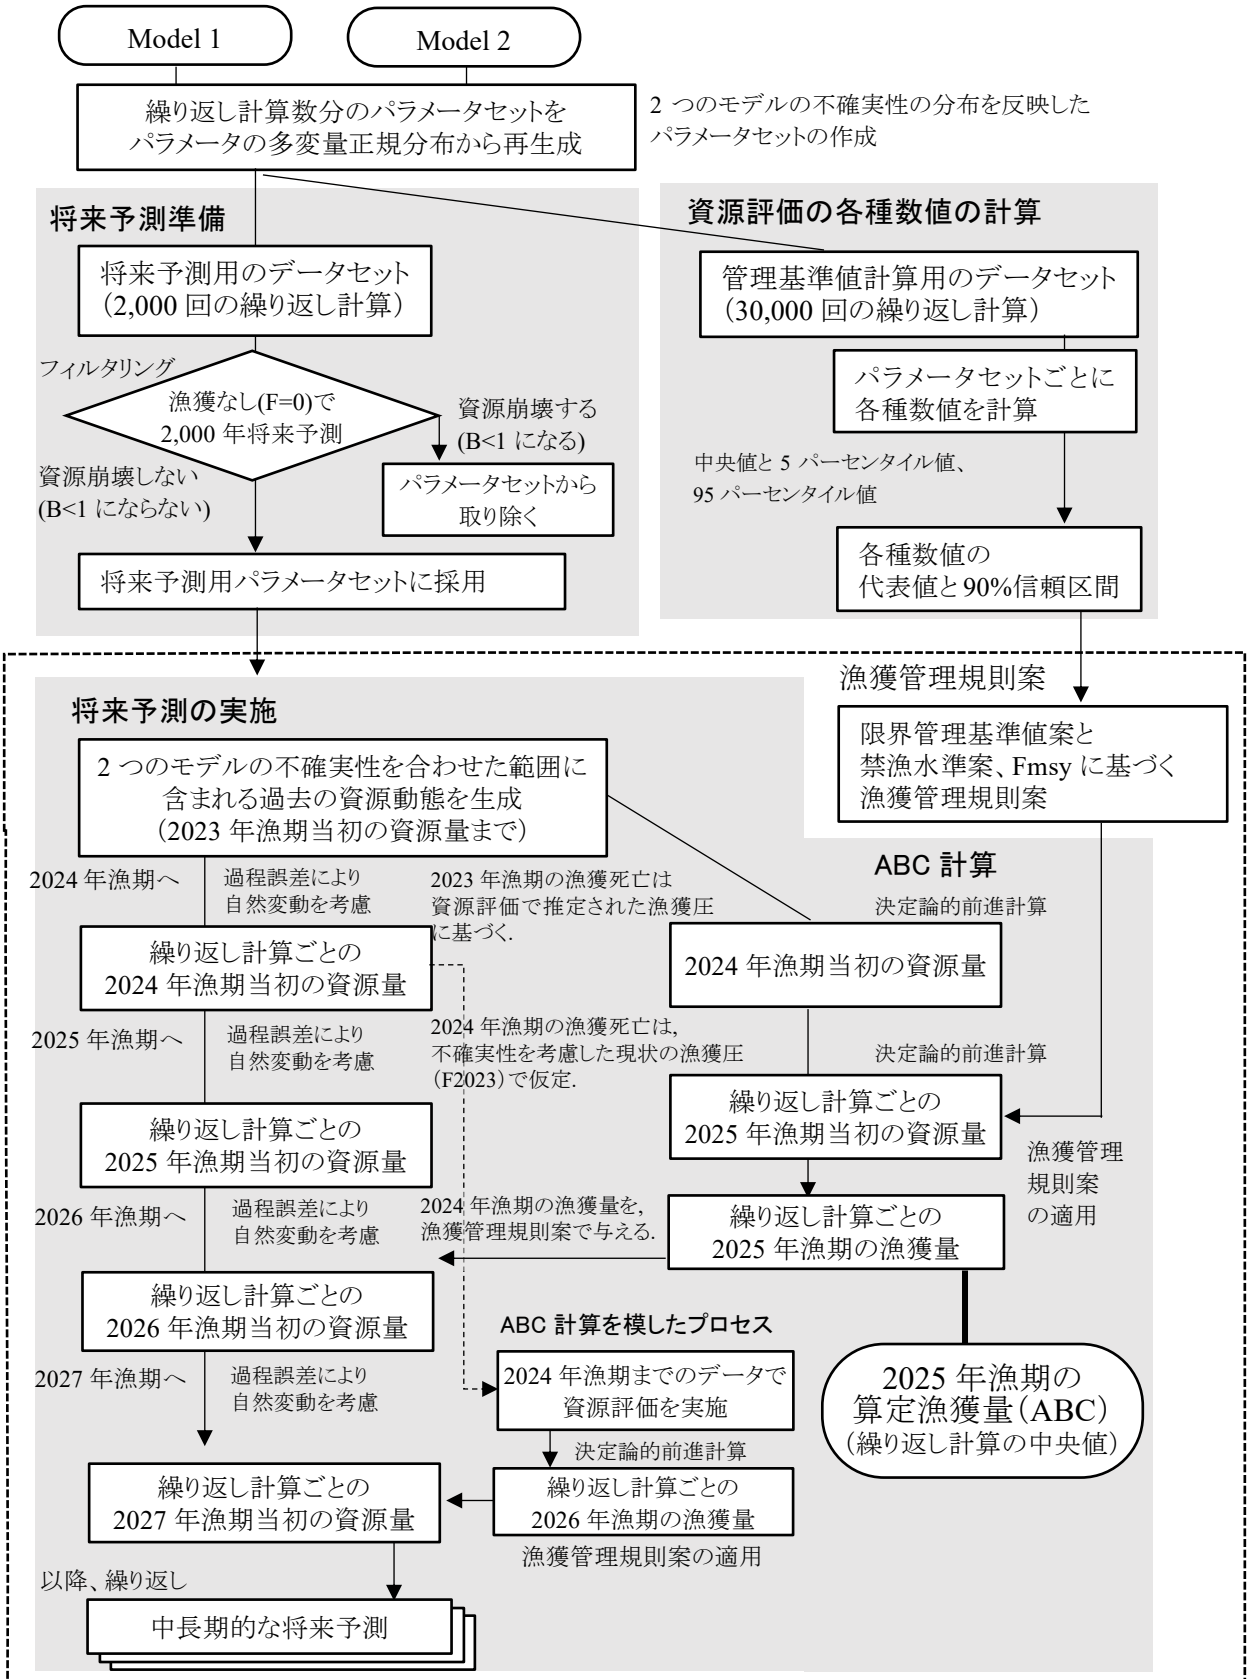 Model 1
Model 2
繰り返し計算数分のパラメータセットを
パラメータの多変量正規分布から再生成
2 つのモデルの不確実性の分布を反映した
パラメータセットの作成
将来予測準備
将来予測用のデータセット
（2,000 回の繰り返し計算）
フィルタリング
漁獲なし(F=0)で
2,000 年将来予測
資源崩壊する
(B<1 になる)
資源崩壊しない
(B<1 にならない)
パラメータセットから
取り除く
将来予測用パラメータセットに採用
資源評価の各種数値の計算
管理基準値計算用のデータセット
（30,000 回の繰り返し計算）
パラメータセットごとに
各種数値を計算
中央値と 5 パーセンタイル値、
95 パーセンタイル値
各種数値の
代表値と90%信頼区間
漁獲管理規則案
限界管理基準値案と
禁漁水準案、Fmsy に基づく
漁獲管理規則案
将来予測の実施
2 つのモデルの不確実性を合わせた範囲に
含まれる過去の資源動態を生成
（2023 年漁期当初の資源量まで）
2024 年漁期へ
過程誤差により
自然変動を考慮
2023 年漁期の漁獲死亡は
資源評価で推定された漁獲圧
に基づく.
繰り返し計算ごとの
2024 年漁期当初の資源量
2025 年漁期へ
過程誤差により
自然変動を考慮
2024 年漁期の漁獲死亡は,
不確実性を考慮した現状の漁獲圧
（F2023）で仮定.
繰り返し計算ごとの
2025 年漁期当初の資源量
2026 年漁期へ
過程誤差により
自然変動を考慮
2024 年漁期の漁獲量を,
漁獲管理規則案で与える.
繰り返し計算ごとの
2026 年漁期当初の資源量
2027 年漁期へ
過程誤差により
自然変動を考慮
繰り返し計算ごとの
2027 年漁期当初の資源量
以降、繰り返し
中長期的な将来予測
ABC 計算
決定論的前進計算
2024 年漁期当初の資源量
決定論的前進計算
繰り返し計算ごとの
2025 年漁期当初の資源量
漁獲管理
規則案
の適用
繰り返し計算ごとの
2025 年漁期の漁獲量
ABC 計算を模したプロセス
2024 年漁期までのデータで
資源評価を実施
決定論的前進計算
繰り返し計算ごとの
2026 年漁期の漁獲量
漁獲管理規則案の適用
2025 年漁期の
算定漁獲量（ABC）
（繰り返し計算の中央値）